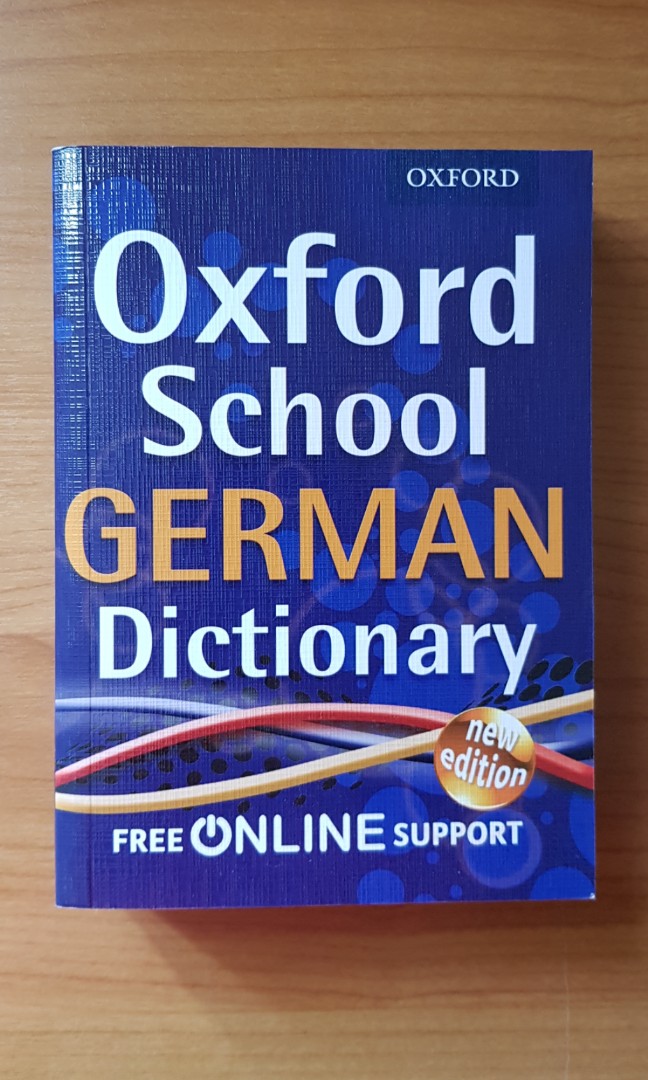 OXFORD
Oxford
School
GERMAN
Dictionary
new
edition
FREE ONLINE SUPPORT